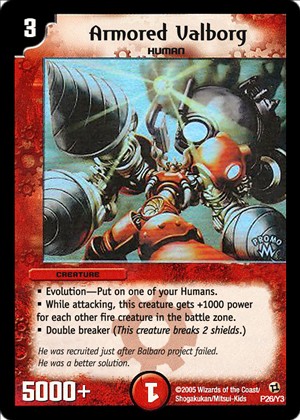 3
Armored Valborg
HUMAN
PROMO
CREATURE
▪ Evolution—Put on one of your Humans.
▪ While attacking, this creature gets +1000 power
for each other fire creature in the battle zone.
▪ Double breaker (This creature breaks 2 shields.)
He was recruited just after Balbaro project failed.
He was a better solution.
5000+
1
©2005 Wizards of the Coast/
Shogakukan/Mitsui-Kids
P26/Y3